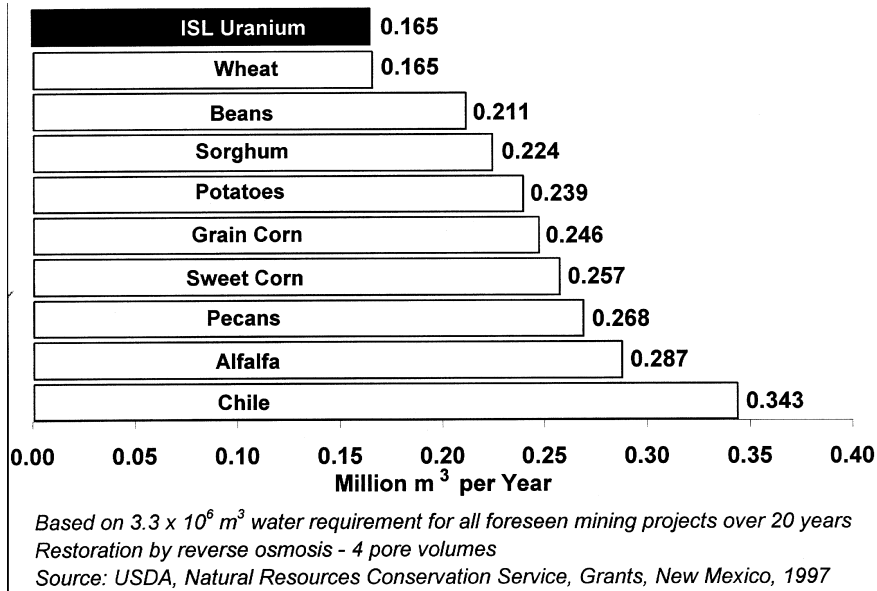 ISL Uranium 0.165
Wheat 0.165
Beans 0.211
Sorghum 0.224
Potatoes 0.239
Grain Corn 0.246
Sweet Corn 0.257
Pecans 0.268
Alfalfa 0.287
Chile 0.343
0.00 0.05 0.10 0.15 0.20 0.25 0.30 0.35 0.40
Million m³ per Year
Based on 3.3 x 10⁶ m³ water requirement for all foreseen mining projects over 20 years
Restoration by reverse osmosis - 4 pore volumes
Source: USDA, Natural Resources Conservation Service, Grants, New Mexico, 1997